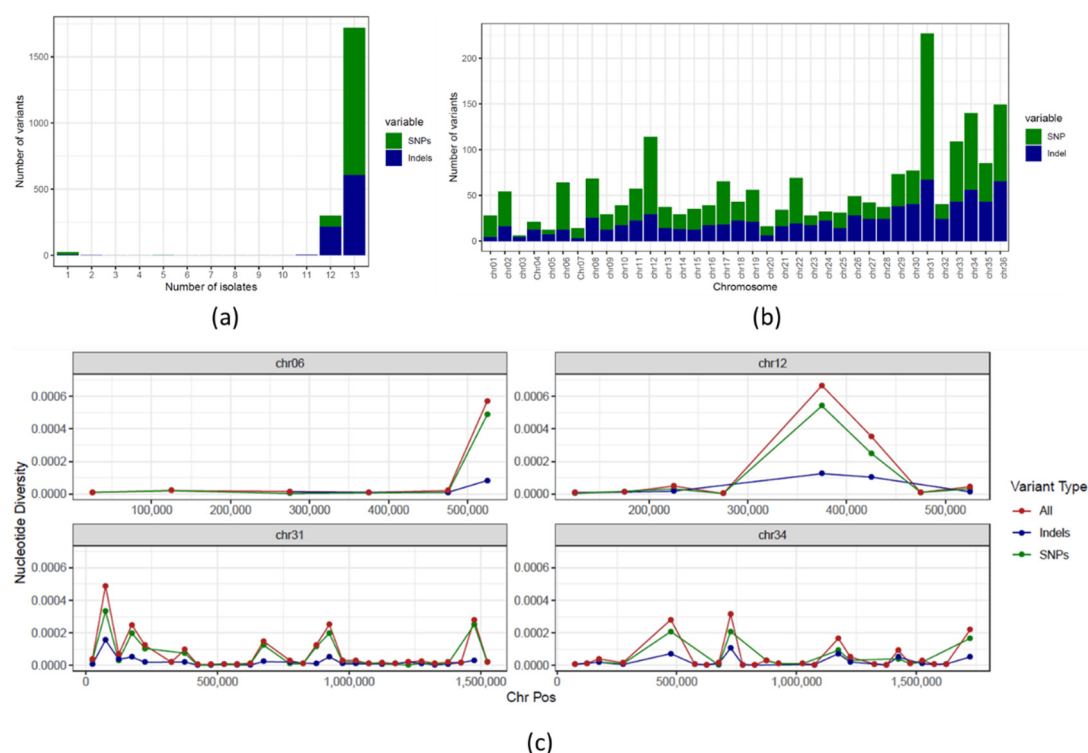 1500
1000
500
0
Number of variants
1 2 3 4 5 6 7 8 9 10 11 12 13
Number of isolates
variable
SNPs
Indels
(a)
200
150
100
50
0
Number of variants
chr01 chr02 chr03 Chr04 chr05 chr06 Chr07 chr08 chr09 chr10 chr11 chr12 chr13 chr14 chr15 chr16 chr17 chr18 chr19 chr20 chr21 chr22 chr23 chr24 chr25 chr26 chr27 chr28 chr29 chr30 chr31 chr32 chr33 chr34 chr35 chr36
Chromosome
variable
SNP
Indel
(b)
Nucleotide Diversity
chr06
0.0006
0.0004
0.0002
0.0000
100,000 200,000 300,000 400,000 500,000
chr12
200,000 300,000 400,000 500,000
chr31
0.0006
0.0004
0.0002
0.0000
0 500,000 1,000,000 1,500,000
chr34
500,000 1,000,000 1,500,000
Chr Pos
Variant Type
All
Indels
SNPs
(c)